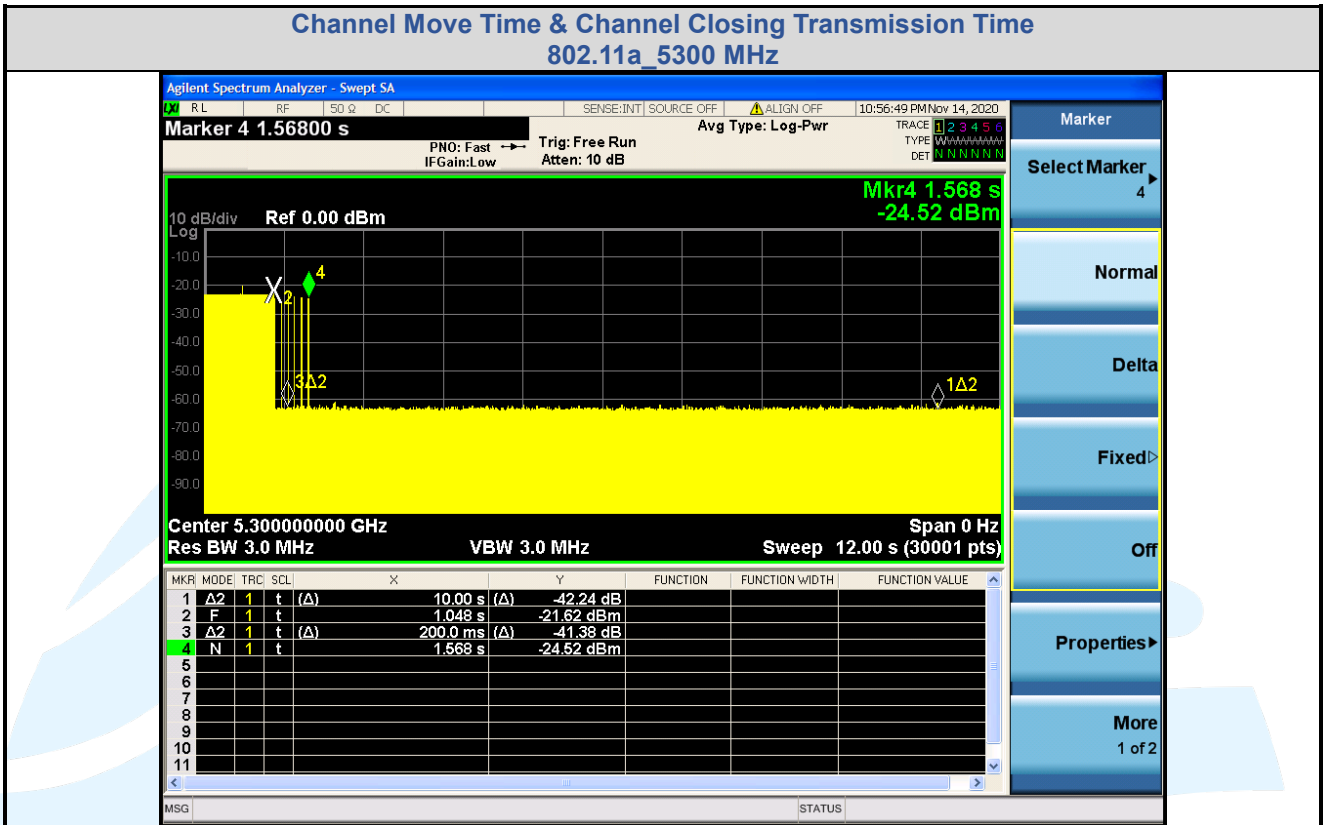 Channel Move Time & Channel Closing Transmission Time
802.11a_5300 MHz
Agilent Spectrum Analyzer - Swept SA
LXI RL RF 50 Ω DC SENSE:INT SOURCE OFF ALIGN OFF 10:56:49 PM Nov 14, 2020
Marker 4 1.56800 s
PNO: Fast
IFGain:Low
Trig: Free Run
Atten: 10 dB
Avg Type: Log-Pwr
TRACE 1 2 3 4 5 6
TYPE WWWWWW
DET N N N N N N
Mkr4 1.568 s
-24.52 dBm
10 dB/div Ref 0.00 dBm
Log
-10.0
-20.0
-30.0
-40.0
-50.0
-60.0
-70.0
-80.0
-90.0
X
2
4
3Δ2
1Δ2
Center 5.300000000 GHz Span 0 Hz
Res BW 3.0 MHz VBW 3.0 MHz Sweep 12.00 s (30001 pts)
MKR MODE TRC SCL X Y FUNCTION FUNCTION WIDTH FUNCTION VALUE
1 Δ2 1 t (Δ) 10.00 s (Δ) -42.24 dB
2 F 1 t 1.048 s -21.62 dBm
3 Δ2 1 t (Δ) 200.0 ms (Δ) -41.38 dB
4 N 1 t 1.568 s -24.52 dBm
5
6
7
8
9
10
11
MSG STATUS
Marker
Select Marker
4
Normal
Delta
Fixed
Off
Properties
More
1 of 2